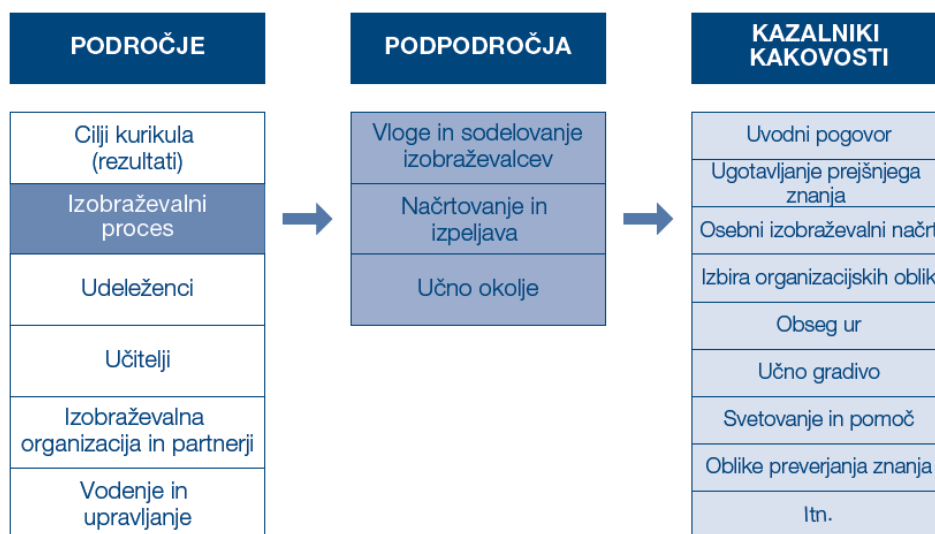 PODROČJE
Cilji kurikula
(rezultati)
Izobraževalni
proces
Udeleženci
Učitelji
Izobraževalna
organizacija in partnerji
Vodenje in
upravljanje
PODPODROČJA
Vloge in sodelovanje
izobraževalcev
Načrtovanje in
izpeljava
Učno okolje
KAZALNIKI
KAKOVOSTI
Uvodni pogovor
Ugotavljanje prejšnjega
znanja
Osebni izobraževalni načrt
Izbira organizacijskih oblik
Obseg ur
Učno gradivo
Svetovanje in pomoč
Oblike preverjanja znanja
Itn.